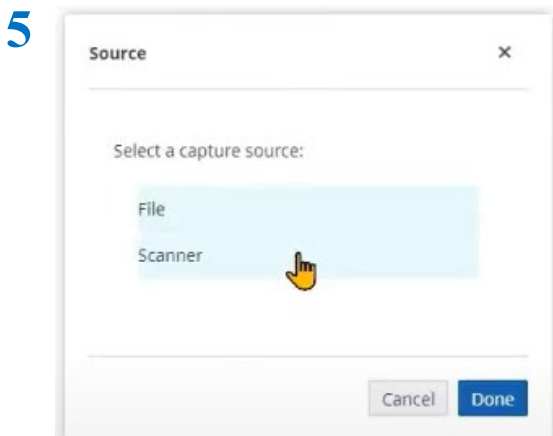 5
Source ×
Select a capture source:
File
Scanner
Cancel Done